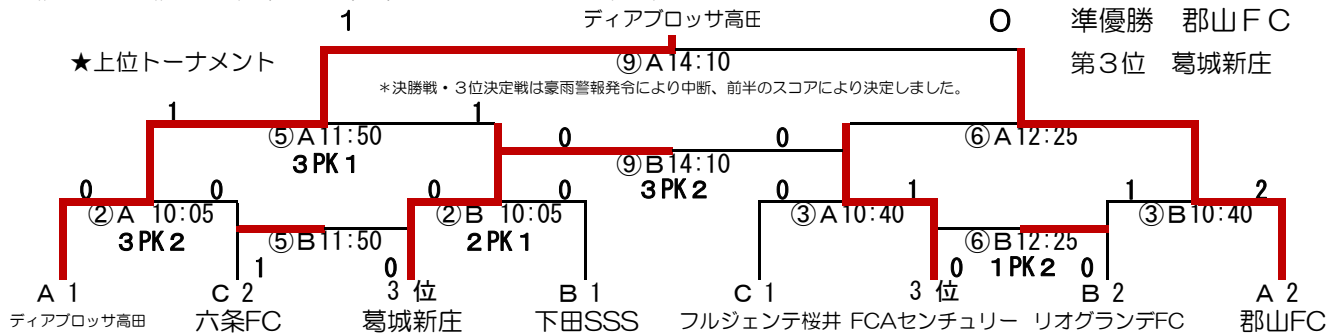 1 ディアブロッサ高田 0 準優勝 郡山FC
★上位トーナメント ⑨A14:10 第3位 葛城新庄
*決勝戦・3位決定戦は豪雨警報発令により中断、前半のスコアにより決定しました。
1 ⑤A11:50 1 0 ⑨B14:10 0 ⑥A12:25
3PK1 3PK2
0 ②A 10:05 0 0 ②B 10:05 0 0 ③A10:40 1 1 ③B10:40 2
3PK2 ⑤B11:50 2PK1 ⑥B12:25
1 0 0 1PK2 0
A1 C2 3位 B1 C1 3位 B2 A2
ディアブロッサ高田 六条FC 葛城新庄 下田SSS フルジェンテ桜井 FCAセンチュリー リオグランデFC 郡山FC